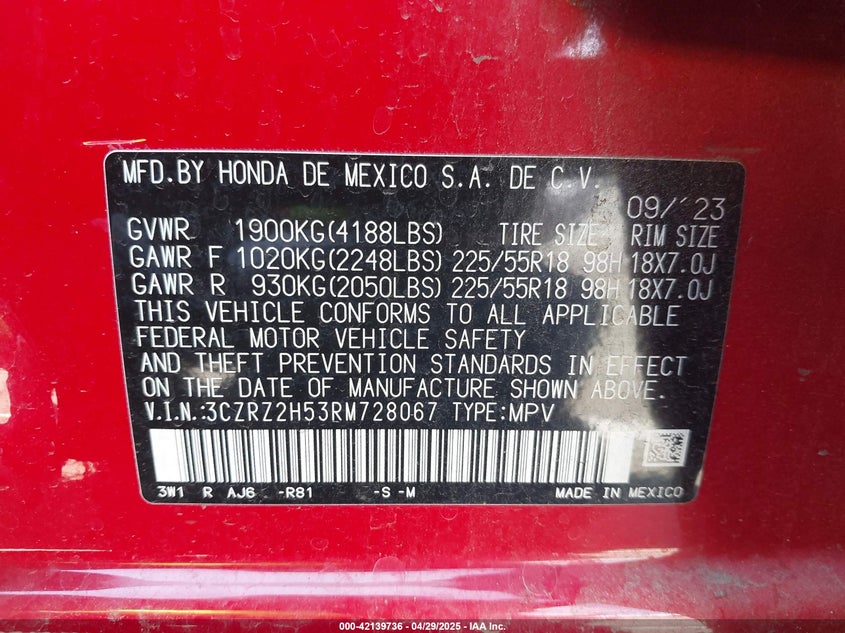 MFD.BY HONDA DE MEXICO S.A. DE C.V.
09/'23
GVWR 1900KG(4188LBS) TIRE SIZE RIM SIZE
GAWR F 1020KG(2248LBS) 225/55R18 98H 18X7.0J
GAWR R 930KG(2050LBS) 225/55R18 98H 18X7.0J
THIS VEHICLE CONFORMS TO ALL APPLICABLE
FEDERAL MOTOR VEHICLE SAFETY
AND THEFT PREVENTION STANDARDS IN EFFECT
ON THE DATE OF MANUFACTURE SHOWN ABOVE.
V.I.N.:3CZRZ2H53RM728067 TYPE:MPV
3W1 R AJ6 -R81 -S -M MADE IN MEXICO
000-42139736 - 04/29/2025 - IAA Inc.